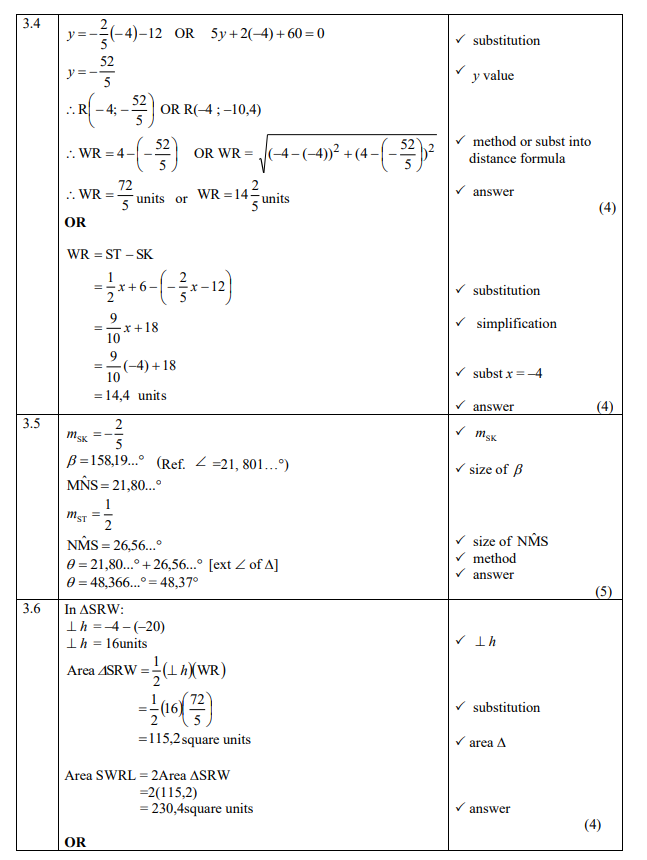 3.4
y = −2/5(−4) −12 OR 5y + 2(−4) + 60 = 0
✓ substitution
y = −52/5
✓ y value
∴ R(−4; −52/5) OR R(−4 ; −10,4)
∴ WR = 4 − (−52/5) OR WR = √((−4 − (−4))² + (4 − (−52/5))²)
✓ method or subst into
distance formula
∴ WR = 72/5 units or WR = 14 2/5 units
✓ answer
(4)
OR
WR = ST − SK
= 1/2 x + 6 − (−2/5 x − 12)
✓ substitution
= 9/10 x + 18
✓ simplification
= 9/10 (−4) + 18
✓ subst x = −4
= 14,4 units
✓ answer (4)
3.5
m_SK = −2/5
✓ m_SK
β = 158,19...° (Ref. ∠ =21, 801…°)
✓ size of β
MN̂S = 21,80...°
m_ST = 1/2
NM̂S = 26,56...°
✓ size of NM̂S
θ = 21,80...° + 26,56...° [ext ∠ of Δ]
✓ method
θ = 48,366...° = 48,37°
✓ answer
(5)
3.6
In ΔSRW:
⊥ h = −4 − (−20)
⊥ h = 16units
✓ ⊥ h
Area ΔSRW = 1/2 (⊥ h)(WR)
= 1/2 (16)(72/5)
✓ substitution
=115,2 square units
✓ area Δ
Area SWRL = 2Area ΔSRW
=2(115,2)
= 230,4square units
✓ answer
(4)
OR